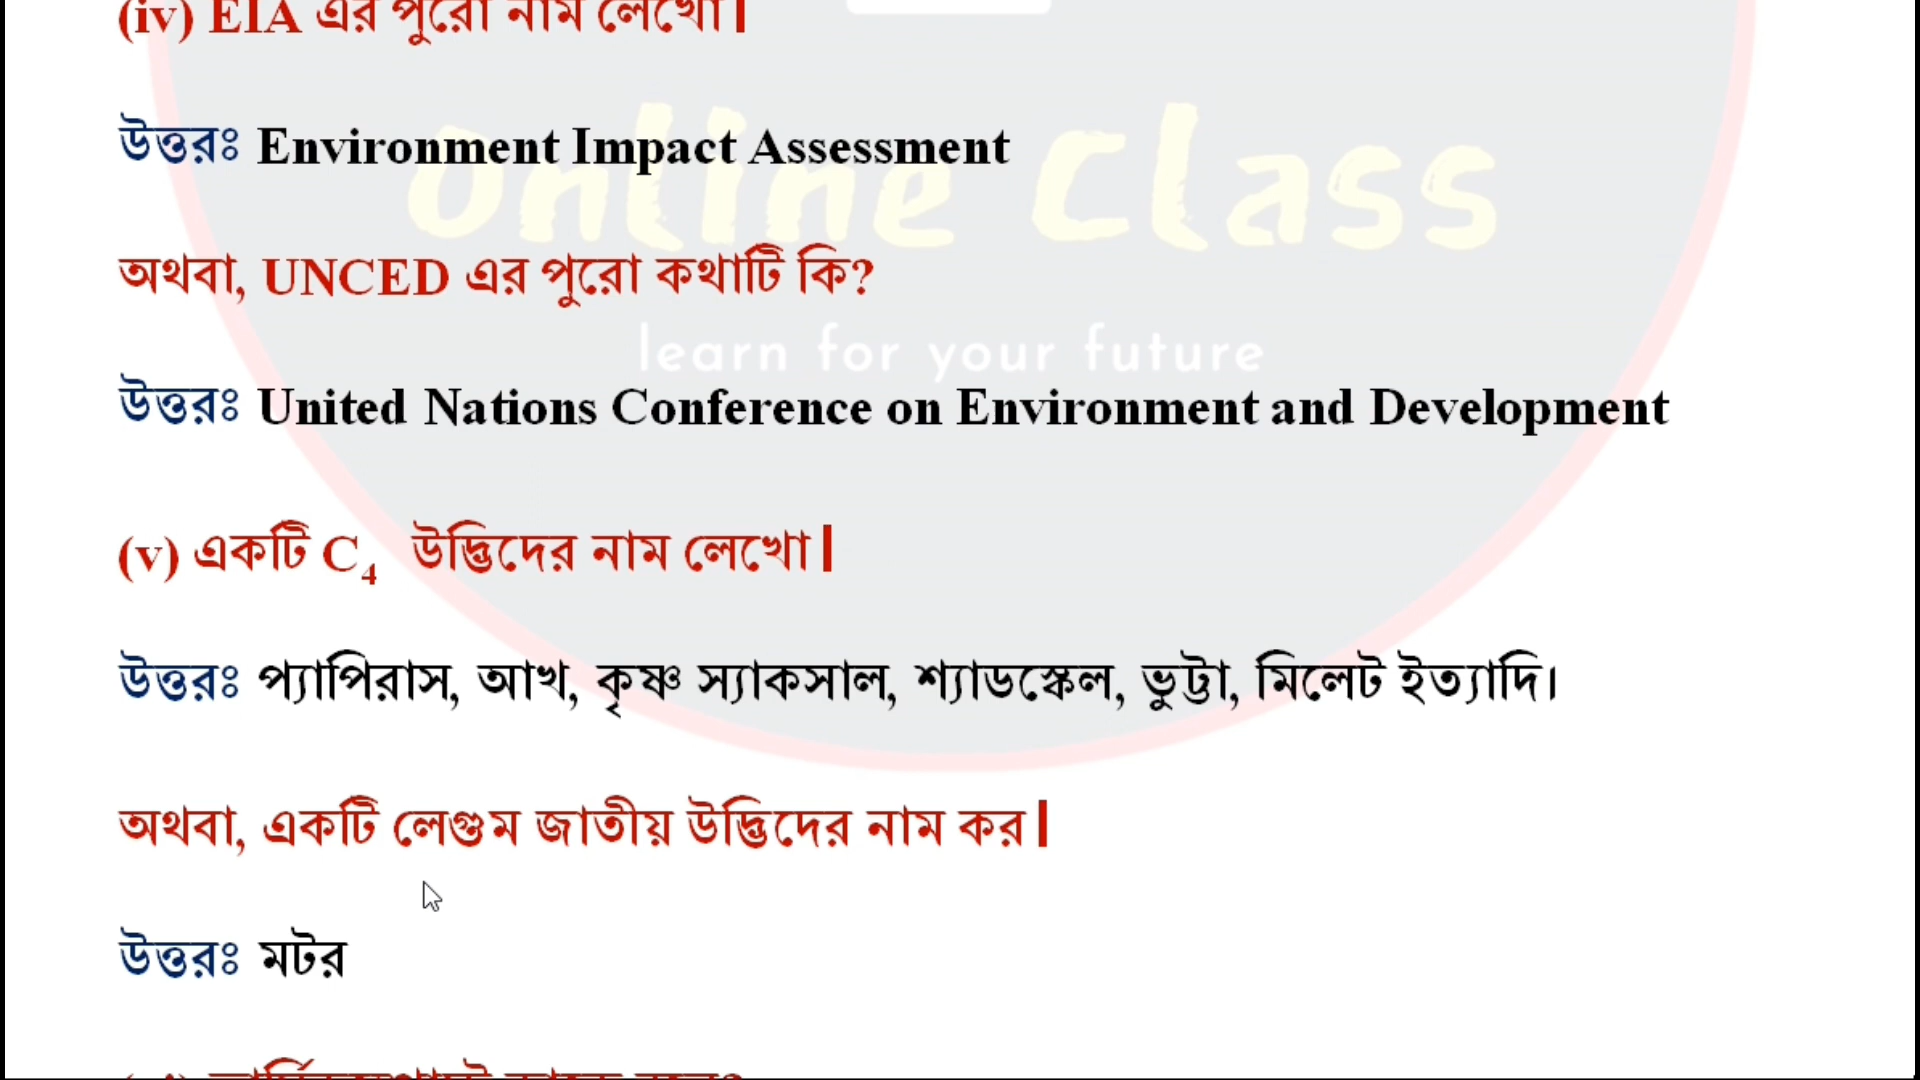 (iv) EIA এর পুরো নাম লেখো।
উত্তরঃ Environment Impact Assessment
Online Class
অথবা, UNCED এর পুরো কথাটি কি?
learn for your future
উত্তরঃ United Nations Conference on Environment and Development
(v) একটি C₄ উদ্ভিদের নাম লেখো।
উত্তরঃ প্যাপিরাস, আখ, কৃষ্ণ স্যাকসাল, শ্যাডস্কেল, ভুট্টা, মিলেট ইত্যাদি।
অথবা, একটি লেগুম জাতীয় উদ্ভিদের নাম কর।
উত্তরঃ মটর